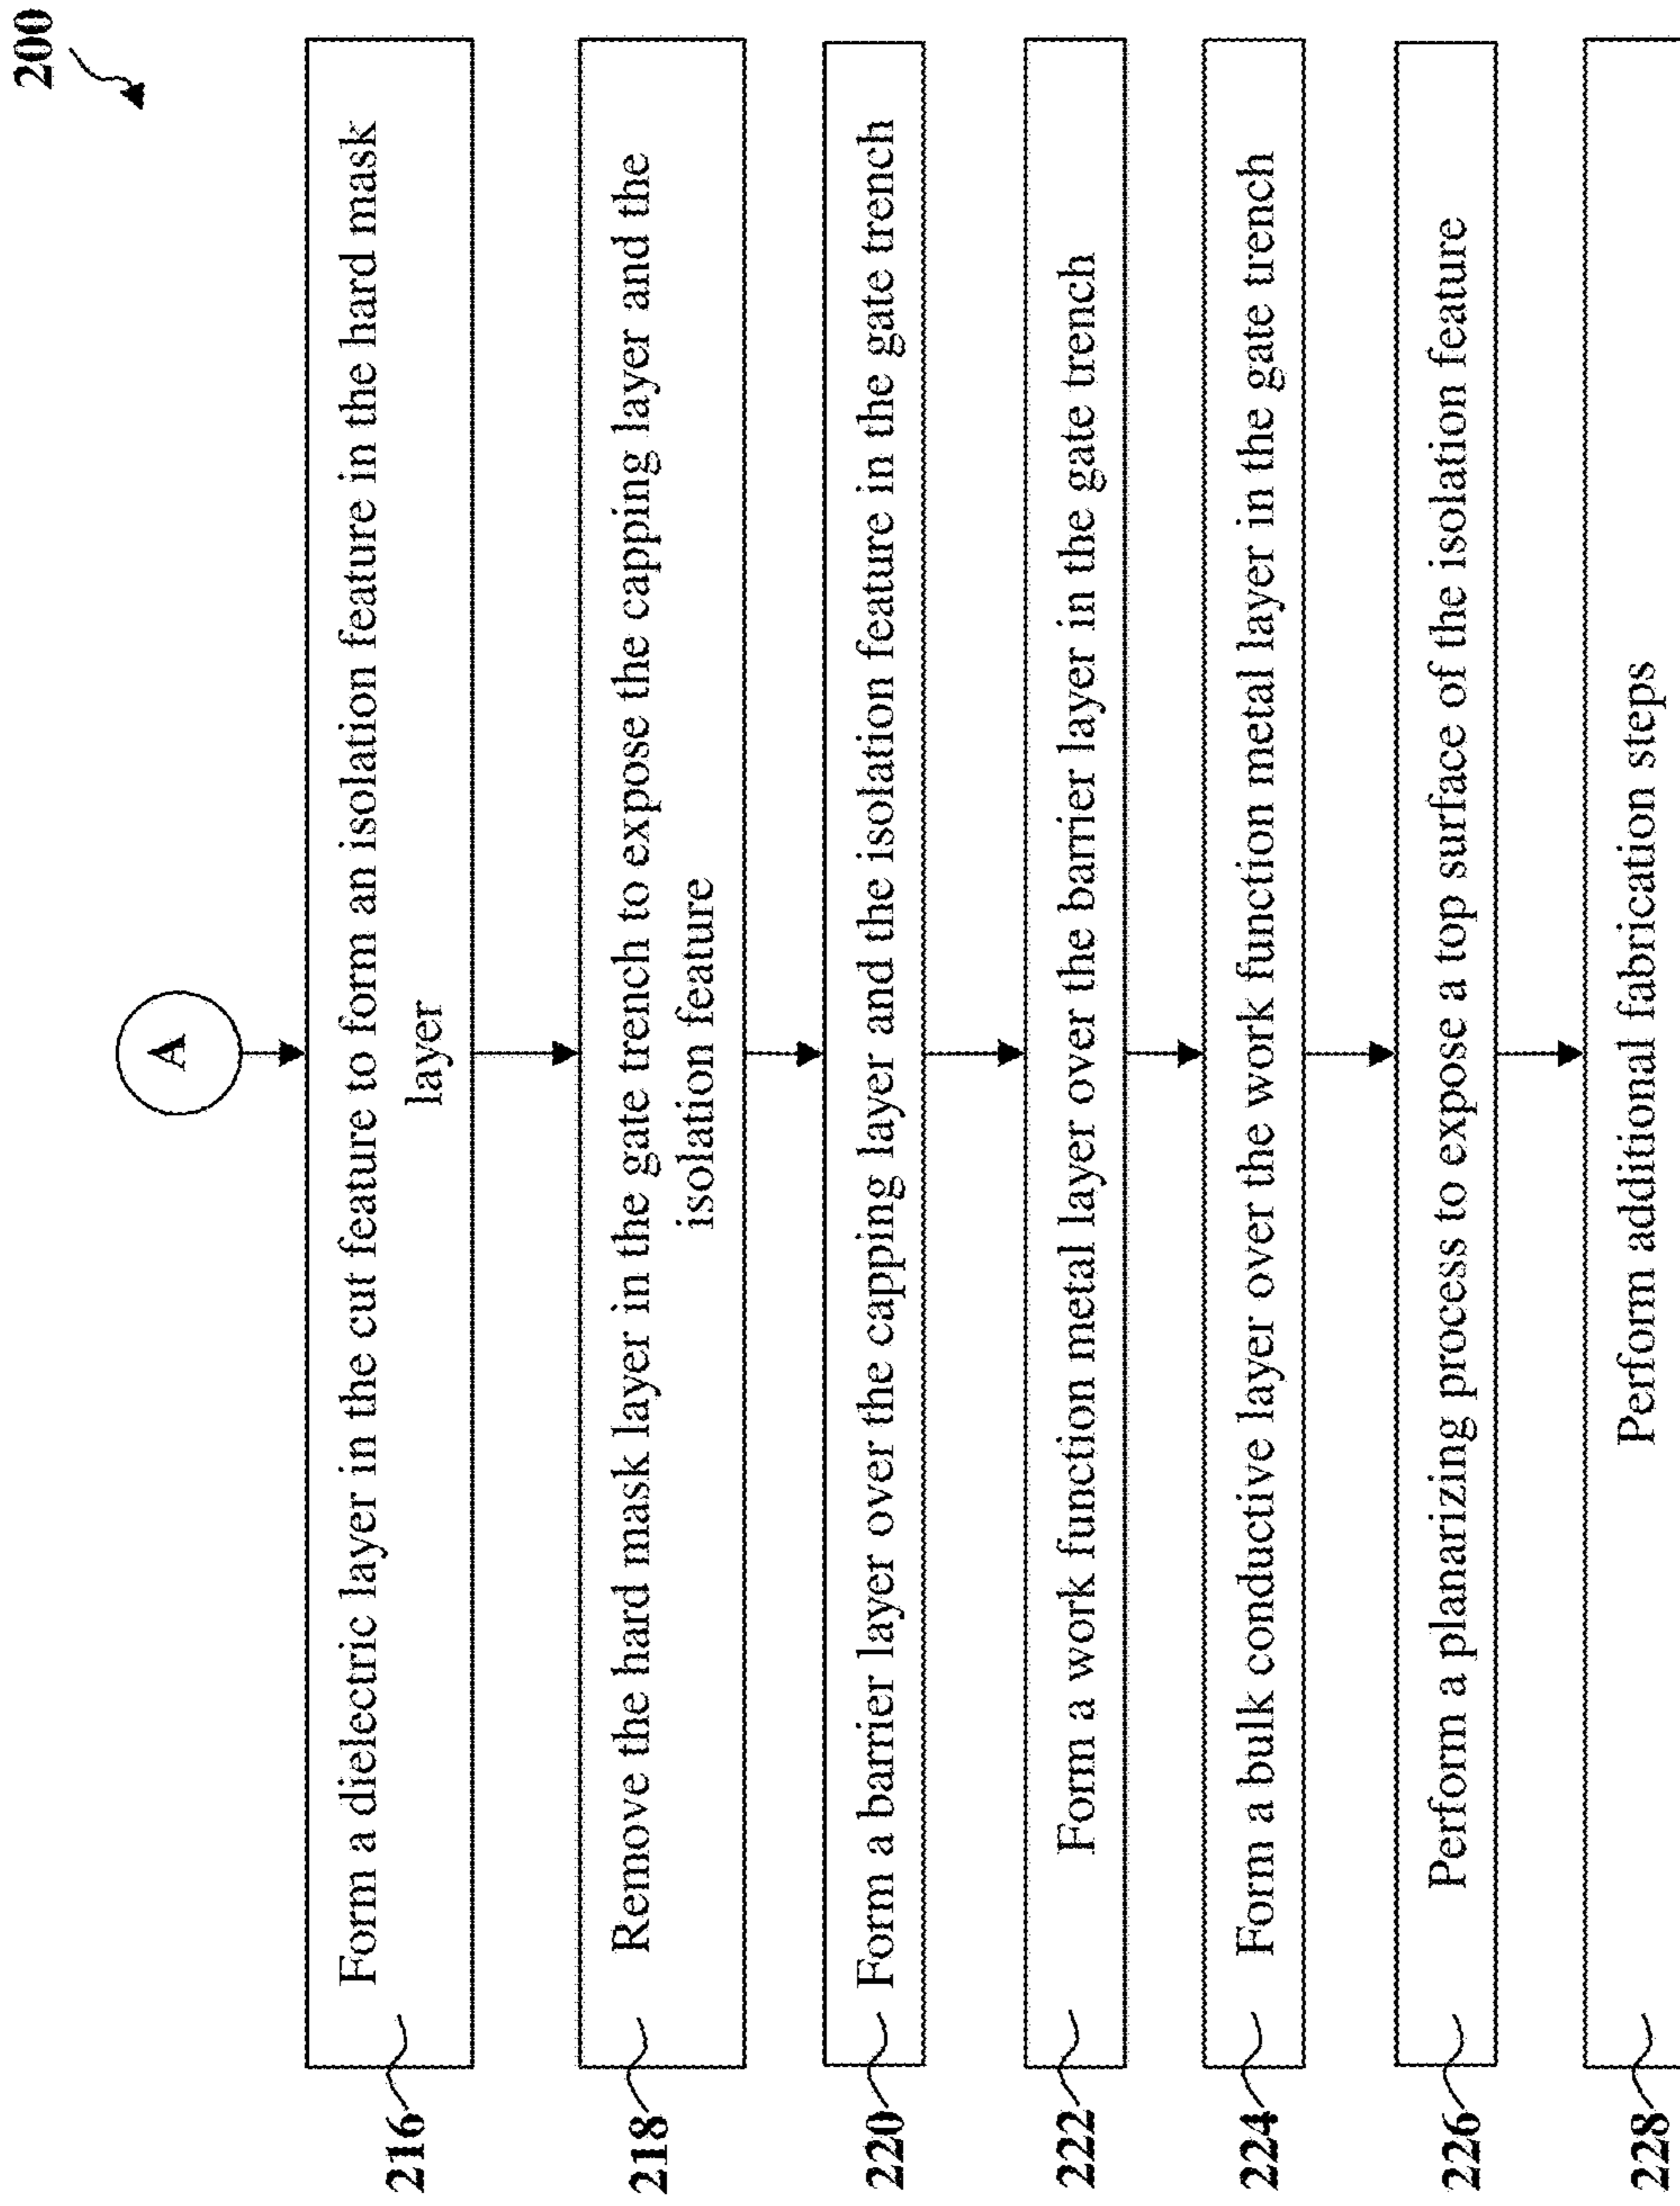 200
A
216
Form a dielectric layer in the cut feature to form an isolation feature in the hard mask
layer
218
Remove the hard mask layer in the gate trench to expose the capping layer and the
isolation feature
220
Form a barrier layer over the capping layer and the isolation feature in the gate trench
222
Form a work function metal layer over the barrier layer in the gate trench
224
Form a bulk conductive layer over the work function metal layer in the gate trench
226
Perform a planarizing process to expose a top surface of the isolation feature
228
Perform additional fabrication steps